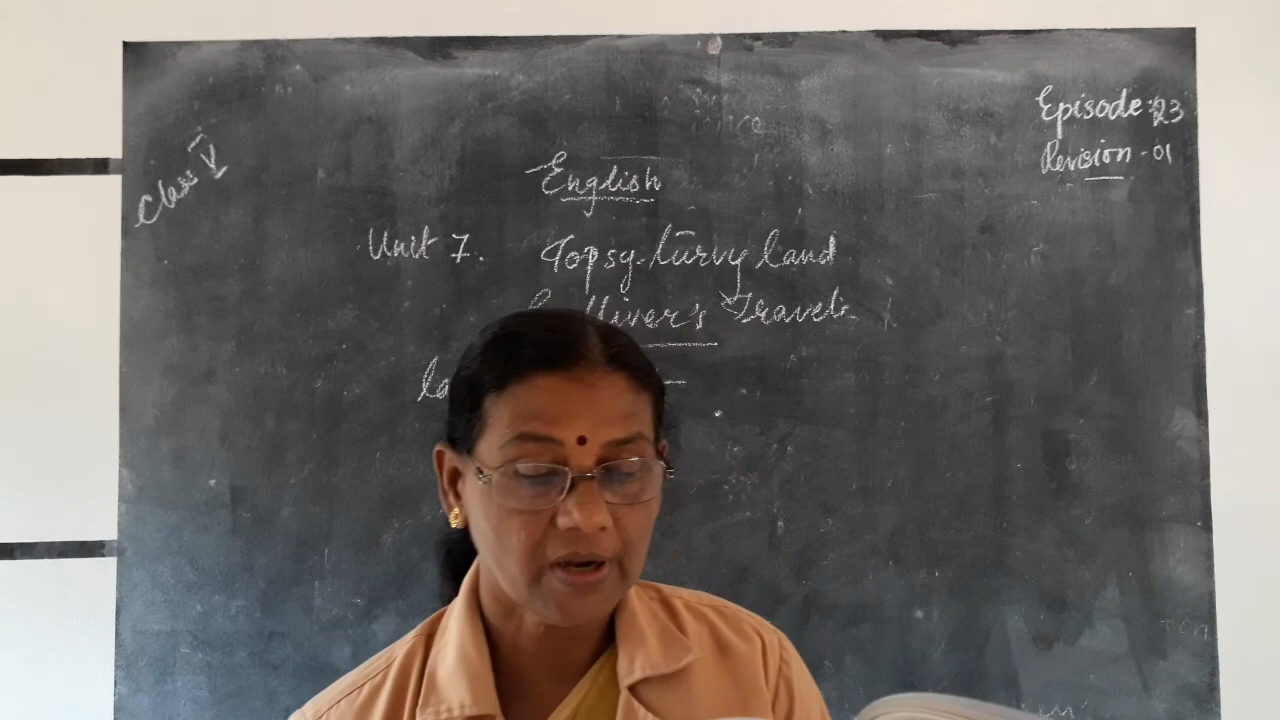 Episode:23
Revision-01
Class V
English
Unit 7. Topsy-turvy land
Gulliver's Travels